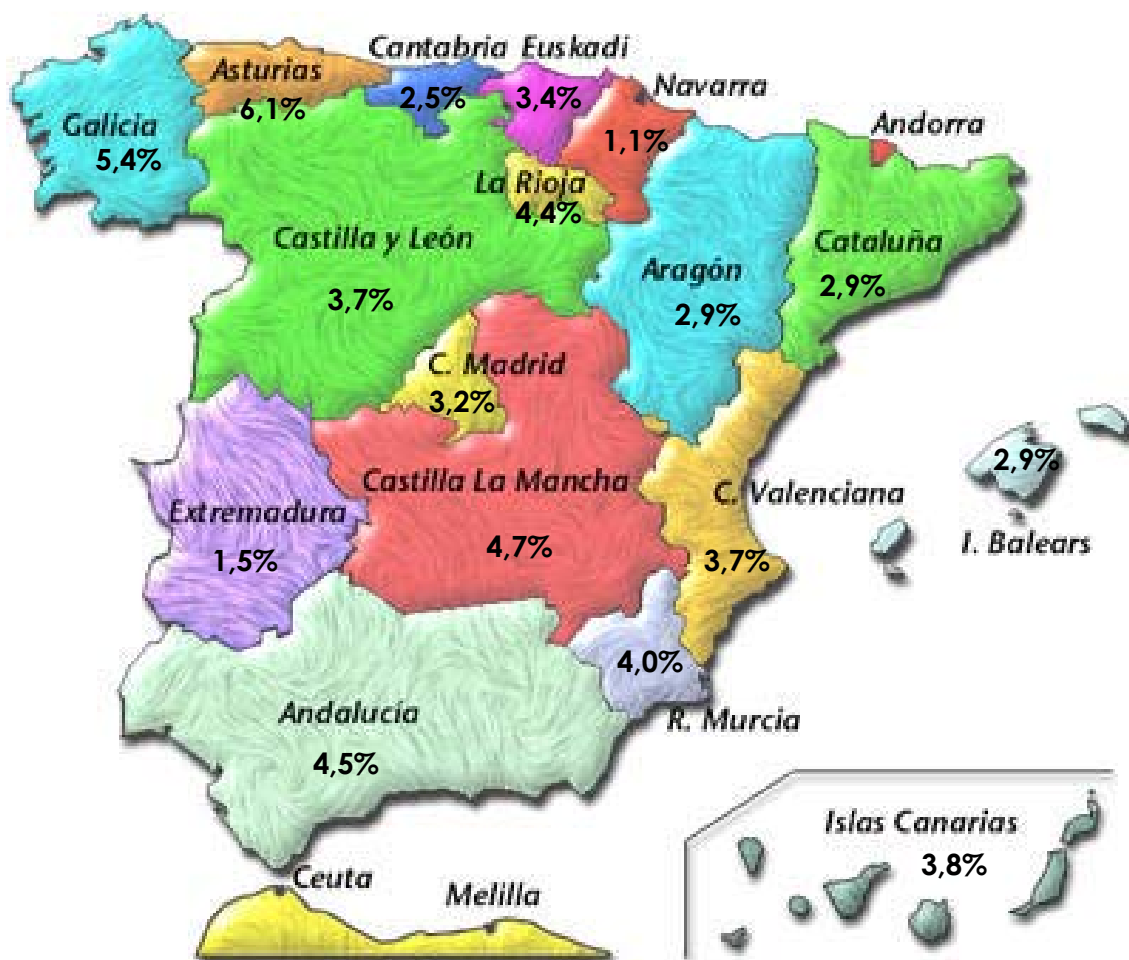 Cantabria Euskadi
Asturias
6,1%
2,5%
3,4%
Navarra
1,1%
Andorra
Galicia
5,4%
La Rioja
4,4%
Castilla y León
3,7%
Aragón
2,9%
Cataluña
2,9%
C. Madrid
3,2%
Castilla La Mancha
4,7%
C. Valenciana
3,7%
2,9%
I. Balears
Extremadura
1,5%
4,0%
R. Murcia
Andalucía
4,5%
Islas Canarias
3,8%
Ceuta
Melilla